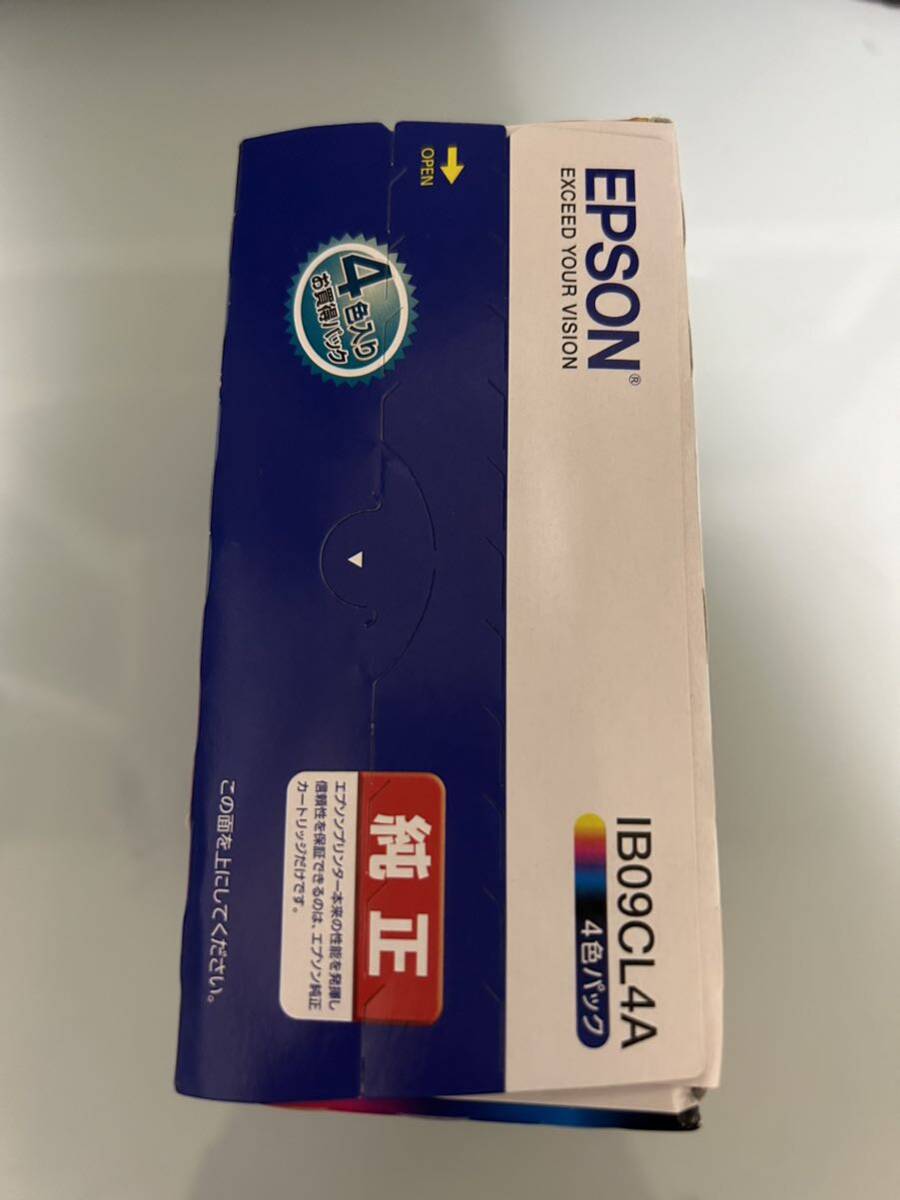 EPSON®
EXCEED YOUR VISION
IB09CL4A
4色パック
OPEN
4色入り
お買得パック
純正
エプソンプリンター本来の性能を発揮し
信頼性を保証できるのは、エプソン純正
カートリッジだけです。
この面を上にしてください。